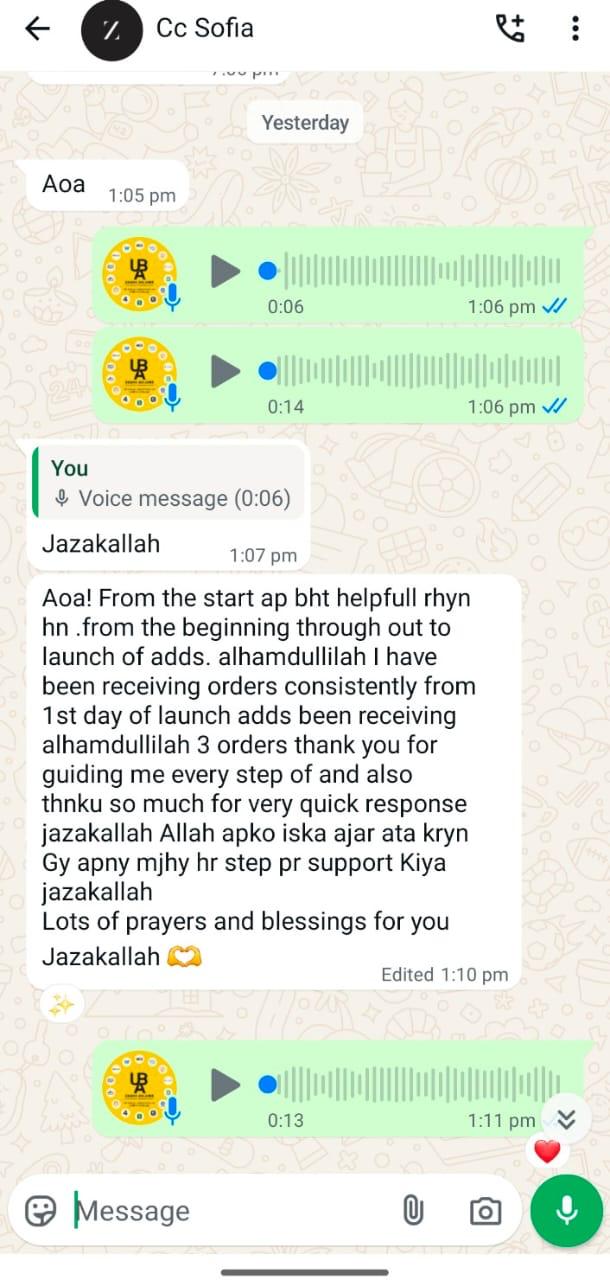 Cc Sofia
Yesterday
Aoa
1:05 pm
UBA
0:06
1:06 pm
UBA
0:14
1:06 pm
You
Voice message (0:06)
Jazakallah
1:07 pm
Aoa! From the start ap bht helpfull rhyn
hn .from the beginning through out to
launch of adds. alhamdullilah I have
been receiving orders consistently from
1st day of launch adds been receiving
alhamdullilah 3 orders thank you for
guiding me every step of and also
thnku so much for very quick response
jazakallah Allah apko iska ajar ata kryn
Gy apny mjhy hr step pr support Kiya
jazakallah
Lots of prayers and blessings for you
Jazakallah 🫶
Edited 1:10 pm
UBA
0:13
1:11 pm
Message